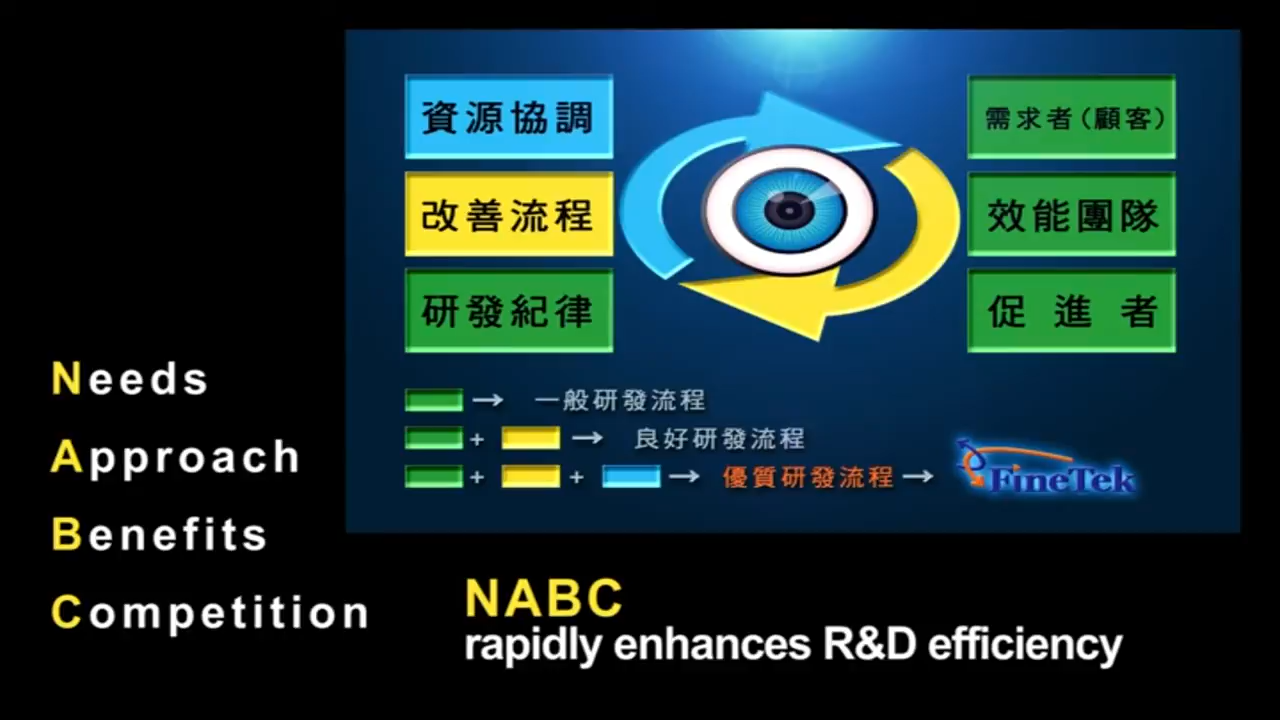 資源協調
改善流程
研發紀律
需求者(顧客)
效能團隊
促進者
→ 一般研發流程
+ → 良好研發流程
+ + → 優質研發流程 →
FineTek
Needs
Approach
Benefits
Competition
NABC
rapidly enhances R&D efficiency